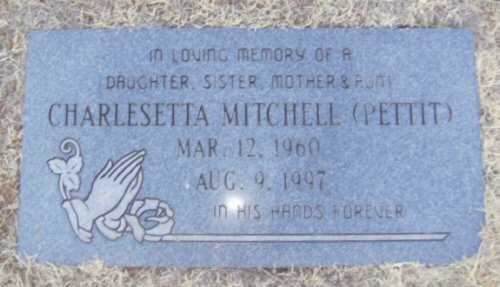 IN LOVING MEMORY OF A
DAUGHTER, SISTER, MOTHER & AUNT
CHARLESETTA MITCHELL (PETTIT)
MAR. 12, 1960
AUG. 9, 1997
IN HIS HANDS FOREVER